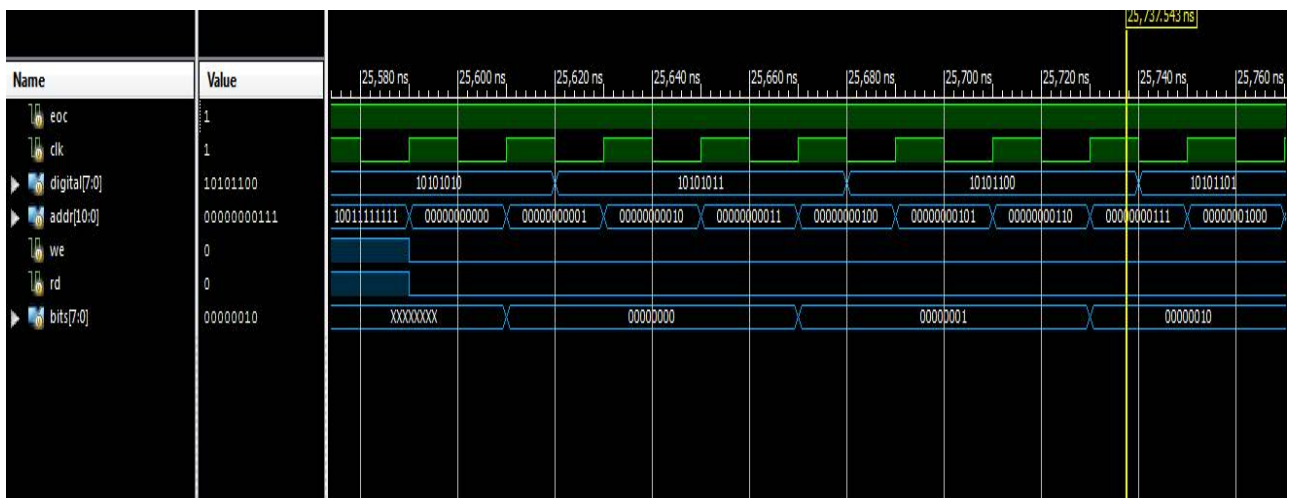 25,737.543 ns
Name Value 25,580 ns 25,600 ns 25,620 ns 25,640 ns 25,660 ns 25,680 ns 25,700 ns 25,720 ns 25,740 ns 25,760 ns
eoc 1
clk 1
digital[7:0] 10101100 10101010 10101011 10101100 10101101
addr[10:0] 00000000111 10011111111 00000000000 00000000001 00000000010 00000000011 00000000100 00000000101 00000000110 00000000111 00000001000
we 0
rd 0
bits[7:0] 00000010 XXXXXXXX 00000000 00000001 00000010